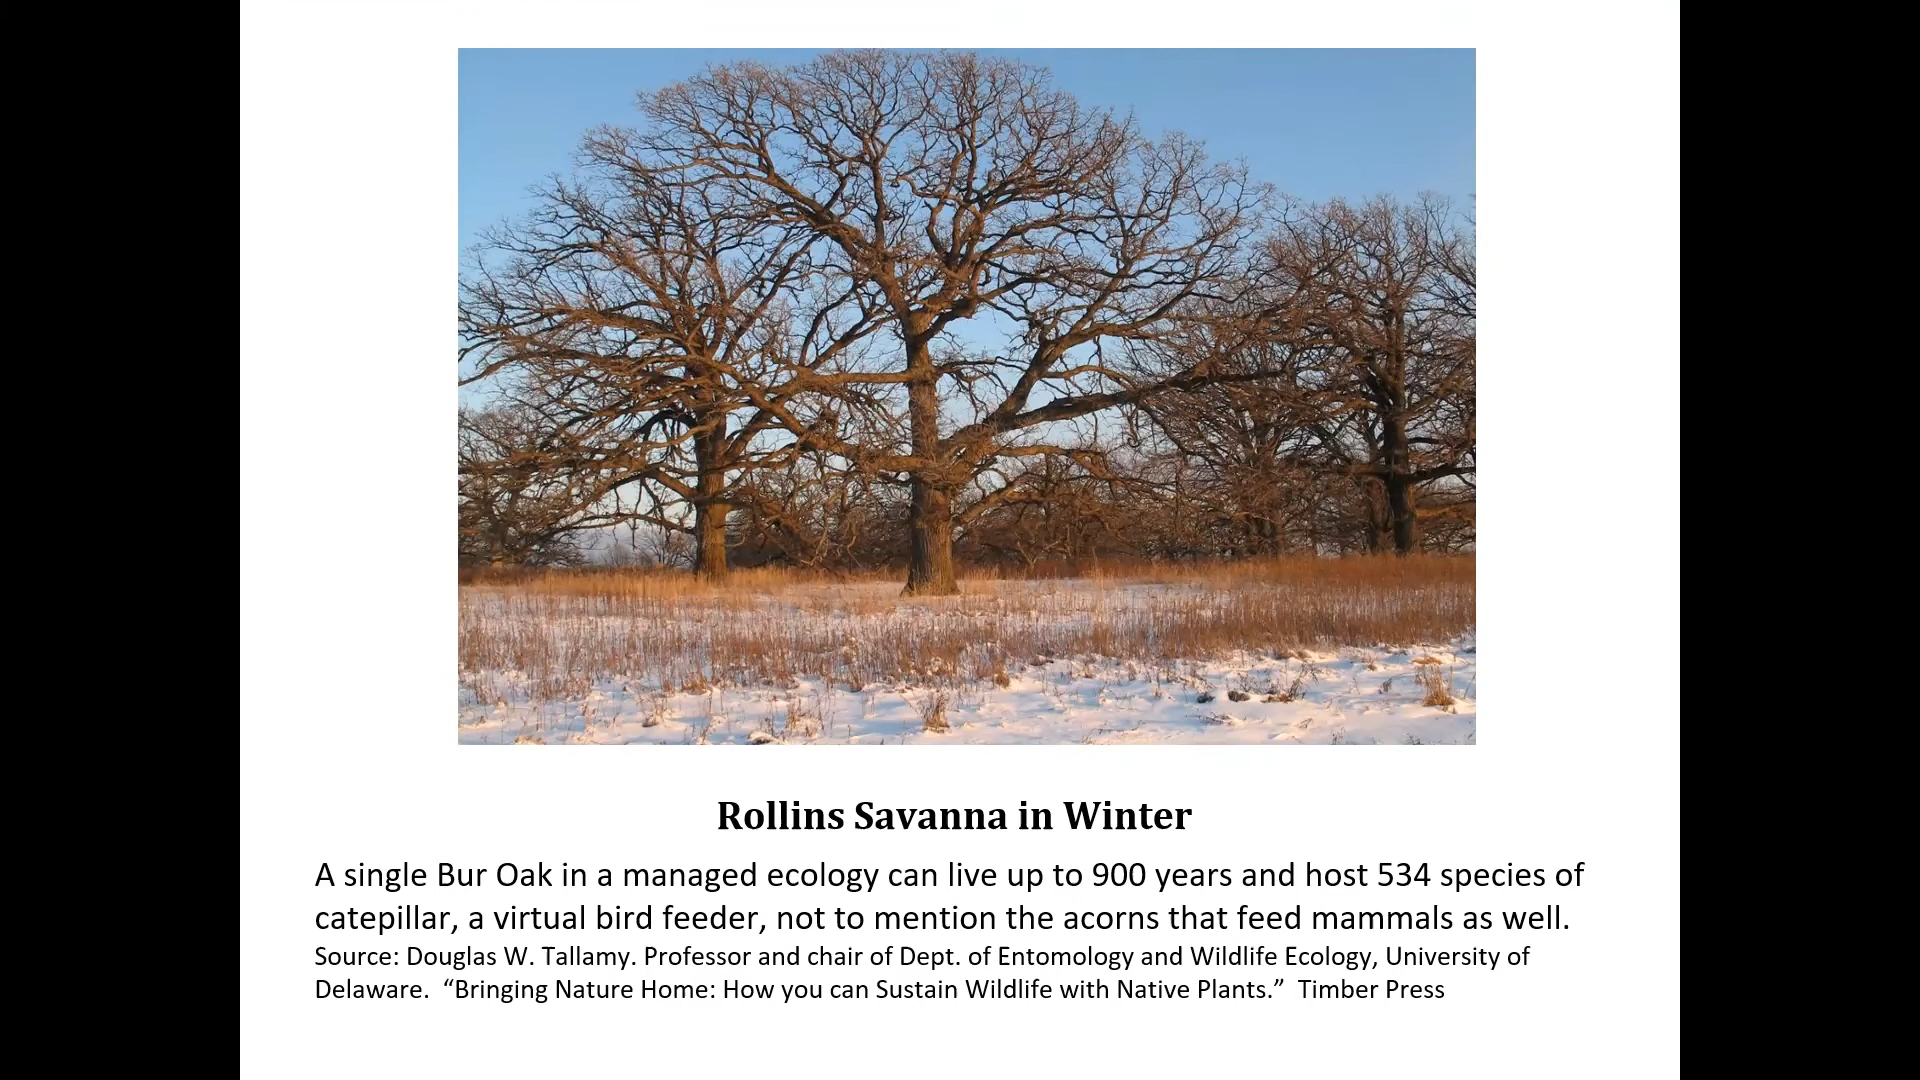 Rollins Savanna in Winter
A single Bur Oak in a managed ecology can live up to 900 years and host 534 species of
catepillar, a virtual bird feeder, not to mention the acorns that feed mammals as well.
Source: Douglas W. Tallamy. Professor and chair of Dept. of Entomology and Wildlife Ecology, University of
Delaware.  “Bringing Nature Home: How you can Sustain Wildlife with Native Plants.”  Timber Press